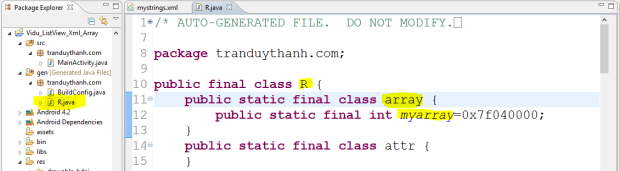 Package Explorer
Vidu_ListView_Xml_Array
src
tranduythanh.com
MainActivity.java
gen [Generated Java Files]
tranduythanh.com
BuildConfig.java
R.java
Android 4.2
Android Dependencies
assets
bin
libs
res
mystrings.xml
R.java
1 /* AUTO-GENERATED FILE. DO NOT MODIFY.
7
8 package tranduythanh.com;
9
10 public final class R {
11 public static final class array {
12 public static final int myarray=0x7f040000;
13 }
14 public static final class attr {
15 }